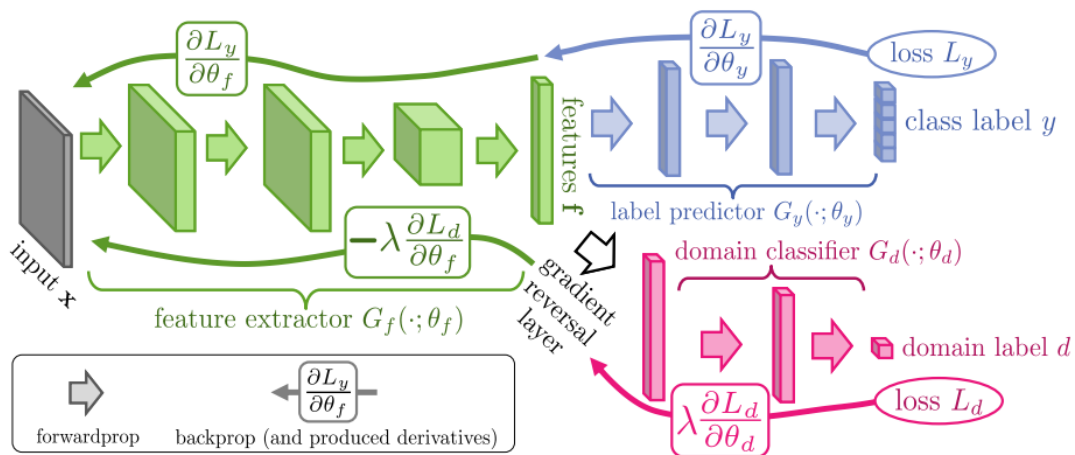 ∂L_y/∂θ_f
∂L_y/∂θ_y
loss L_y
features f
class label y
label predictor G_y(·; θ_y)
input x
−λ ∂L_d/∂θ_f
feature extractor G_f(·; θ_f)
gradient
reversal
layer
domain classifier G_d(·; θ_d)
domain label d
λ ∂L_d/∂θ_d
loss L_d
∂L_y/∂θ_f
forwardprop
backprop (and produced derivatives)